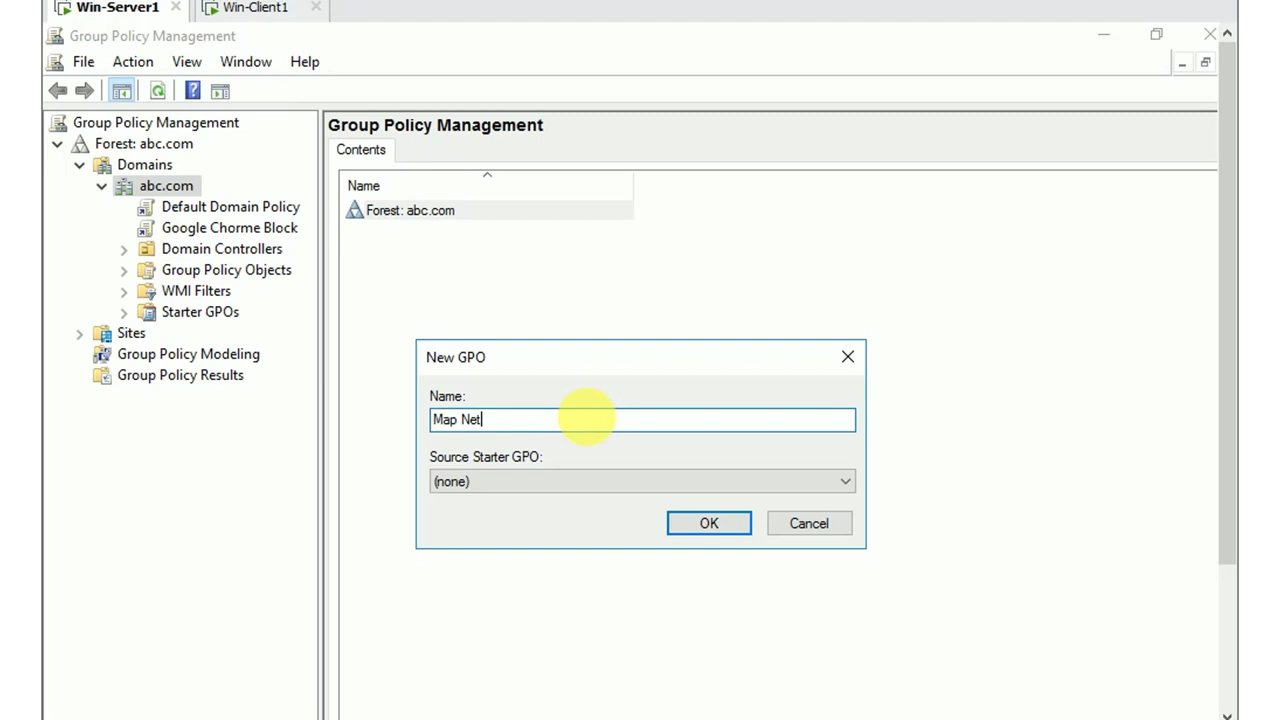 Win-Server1
Win-Client1
Group Policy Management
File Action View Window Help
Group Policy Management
Forest: abc.com
Domains
abc.com
Default Domain Policy
Google Chorme Block
Domain Controllers
Group Policy Objects
WMI Filters
Starter GPOs
Sites
Group Policy Modeling
Group Policy Results
Group Policy Management
Contents
Name
Forest: abc.com
New GPO
Name:
Map Net
Source Starter GPO:
(none)
OK
Cancel